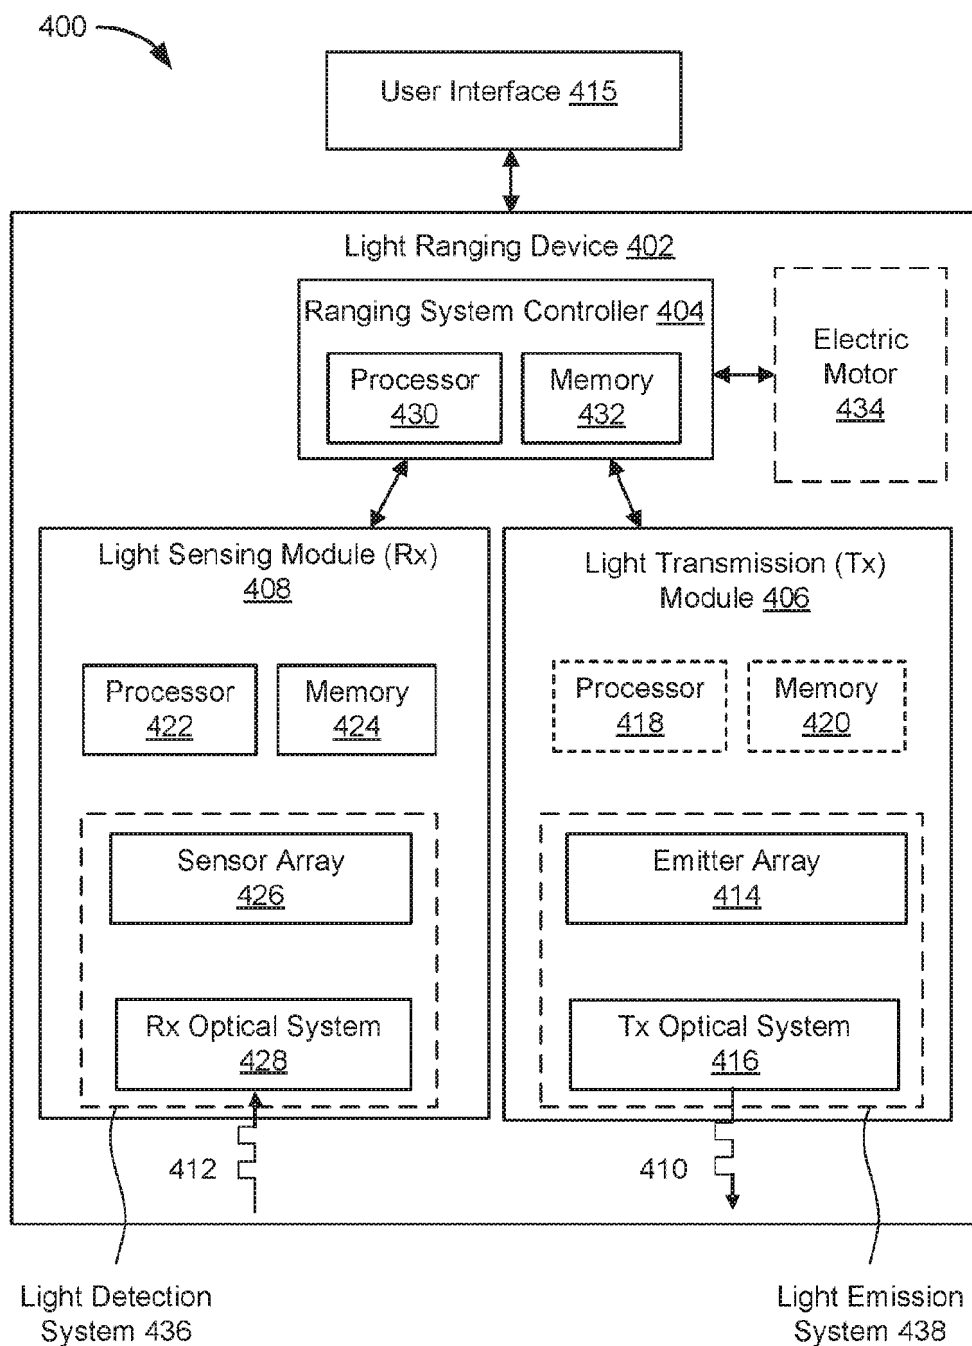 400
User Interface 415
Light Ranging Device 402
Ranging System Controller 404
Processor
430
Memory
432
Electric
Motor
434
Light Sensing Module (Rx)
408
Processor
422
Memory
424
Sensor Array
426
Rx Optical System
428
Light Transmission (Tx)
Module 406
Processor
418
Memory
420
Emitter Array
414
Tx Optical System
416
412
410
Light Detection
System 436
Light Emission
System 438